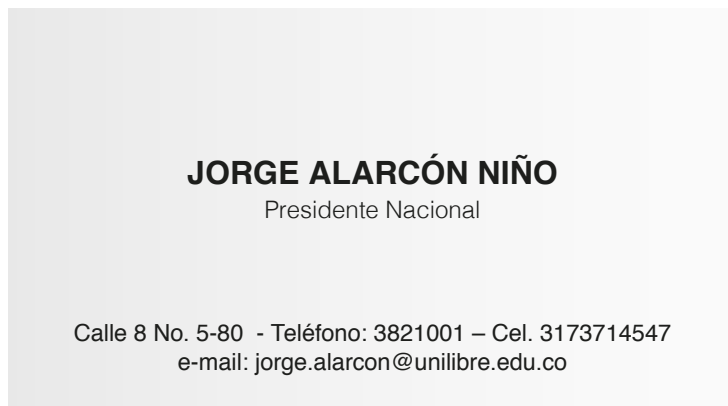 JORGE ALARCÓN NIÑO
Presidente Nacional
Calle 8 No. 5-80  - Teléfono: 3821001 – Cel. 3173714547
e-mail: jorge.alarcon@unilibre.edu.co